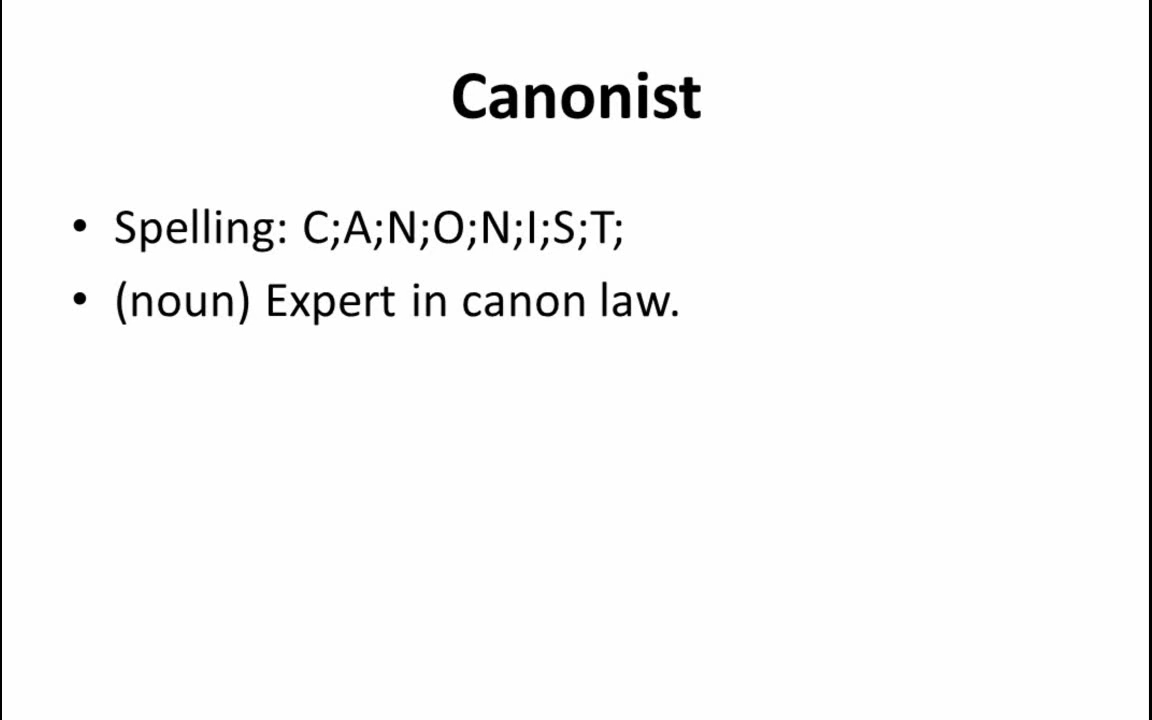 Canonist
• Spelling: C;A;N;O;N;I;S;T;
• (noun) Expert in canon law.